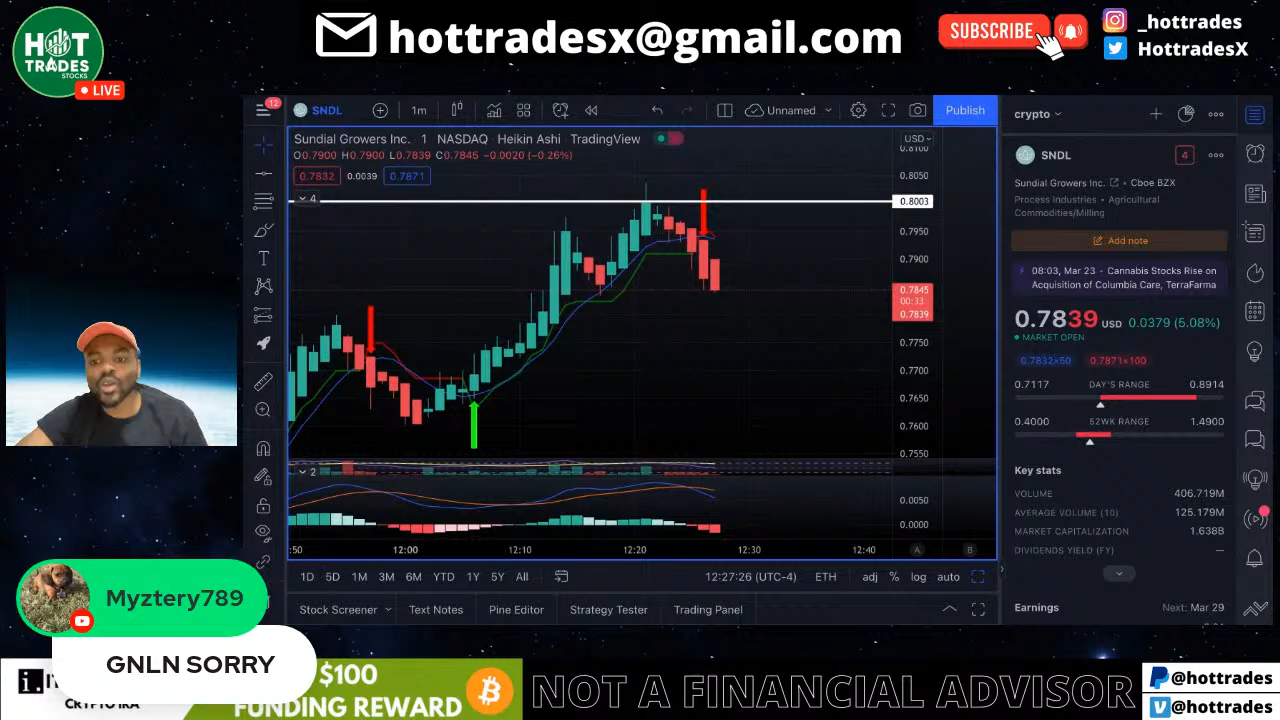 HOT
TRADES
STOCKS
LIVE
hottradesx@gmail.com
SUBSCRIBE
_hottrades
HottradesX
12
SNDL
1m
Unnamed
Publish
crypto
Sundial Growers Inc. · 1 · NASDAQ · Heikin Ashi · TradingView
O0.7900 H0.7900 L0.7839 C0.7845 −0.0020 (−0.26%)
0.7832
0.0039
0.7871
4
USD
0.8100
0.8050
0.8003
0.7950
0.7900
0.7845
00:33
0.7839
0.7750
0.7700
0.7650
0.7600
0.7550
2
0.0050
0.0000
:50
12:00
12:10
12:20
12:30
12:40
A
B
1D
5D
1M
3M
6M
YTD
1Y
5Y
All
12:27:26 (UTC-4)
ETH
adj
%
log
auto
Stock Screener
Text Notes
Pine Editor
Strategy Tester
Trading Panel
SNDL
4
Sundial Growers Inc. · Cboe BZX
Process Industries · Agricultural
Commodities/Milling
Add note
08:03, Mar 23 · Cannabis Stocks Rise on
Acquisition of Columbia Care, TerraFarma
0.7839 USD 0.0379 (5.08%)
MARKET OPEN
0.7832×50
0.7871×100
0.7117 DAY'S RANGE 0.8914
0.4000 52WK RANGE 1.4900
Key stats
VOLUME 406.719M
AVERAGE VOLUME (10) 125.179M
MARKET CAPITALIZATION 1.638B
DIVIDENDS YIELD (FY) —
Earnings
Next: Mar 29
Myztery789
GNLN SORRY
CRYPTO IRA
$100
FUNDING REWARD
NOT A FINANCIAL ADVISOR
@hottrades
@hottrades